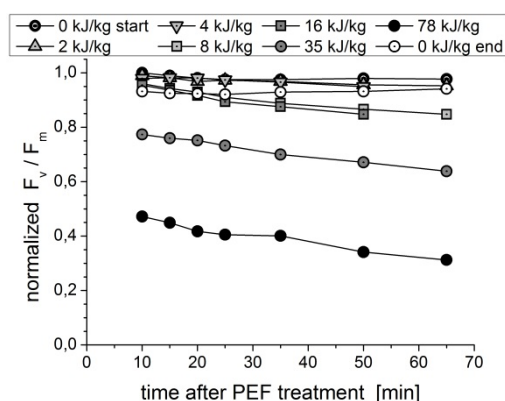 0 kJ/kg start 4 kJ/kg 16 kJ/kg 78 kJ/kg
2 kJ/kg 8 kJ/kg 35 kJ/kg 0 kJ/kg end
1,0
0,8
0,6
0,4
0,2
0,0
normalized Fv / Fm
0 10 20 30 40 50 60 70
time after PEF treatment [min]